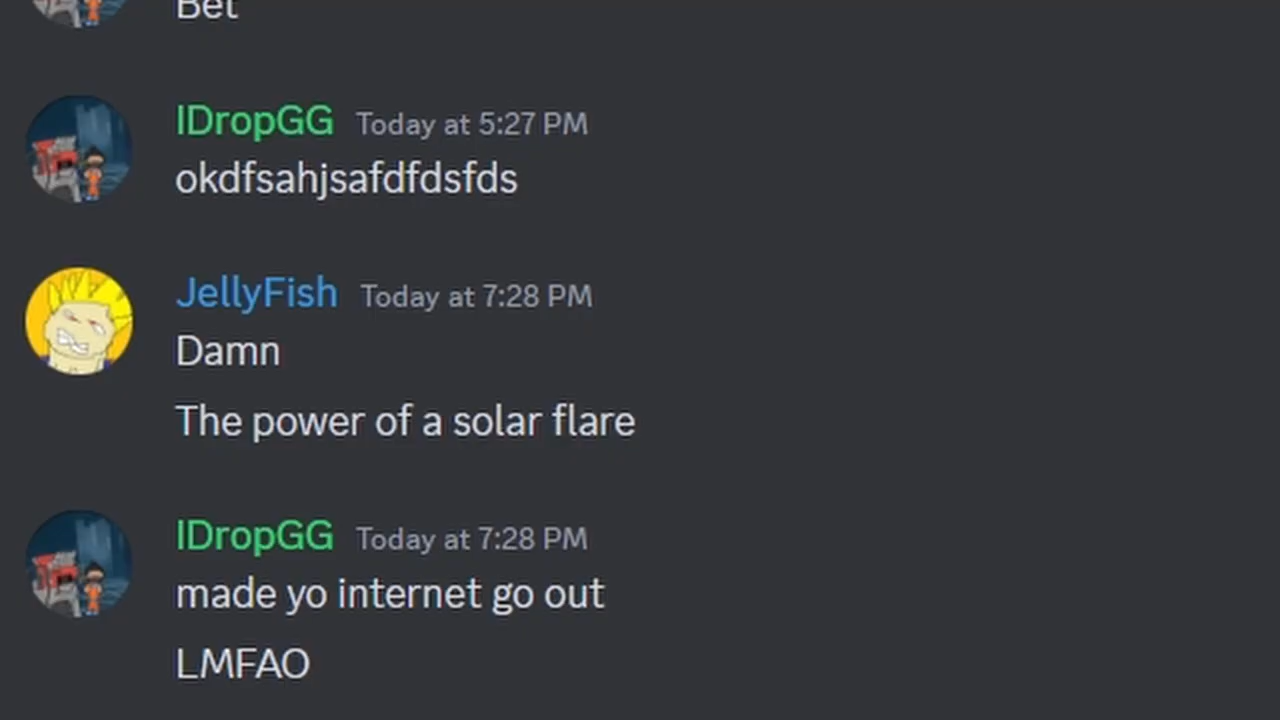 Bet
IDropGG Today at 5:27 PM
okdfsahjsafdfdsfds
JellyFish Today at 7:28 PM
Damn
The power of a solar flare
IDropGG Today at 7:28 PM
made yo internet go out
LMFAO